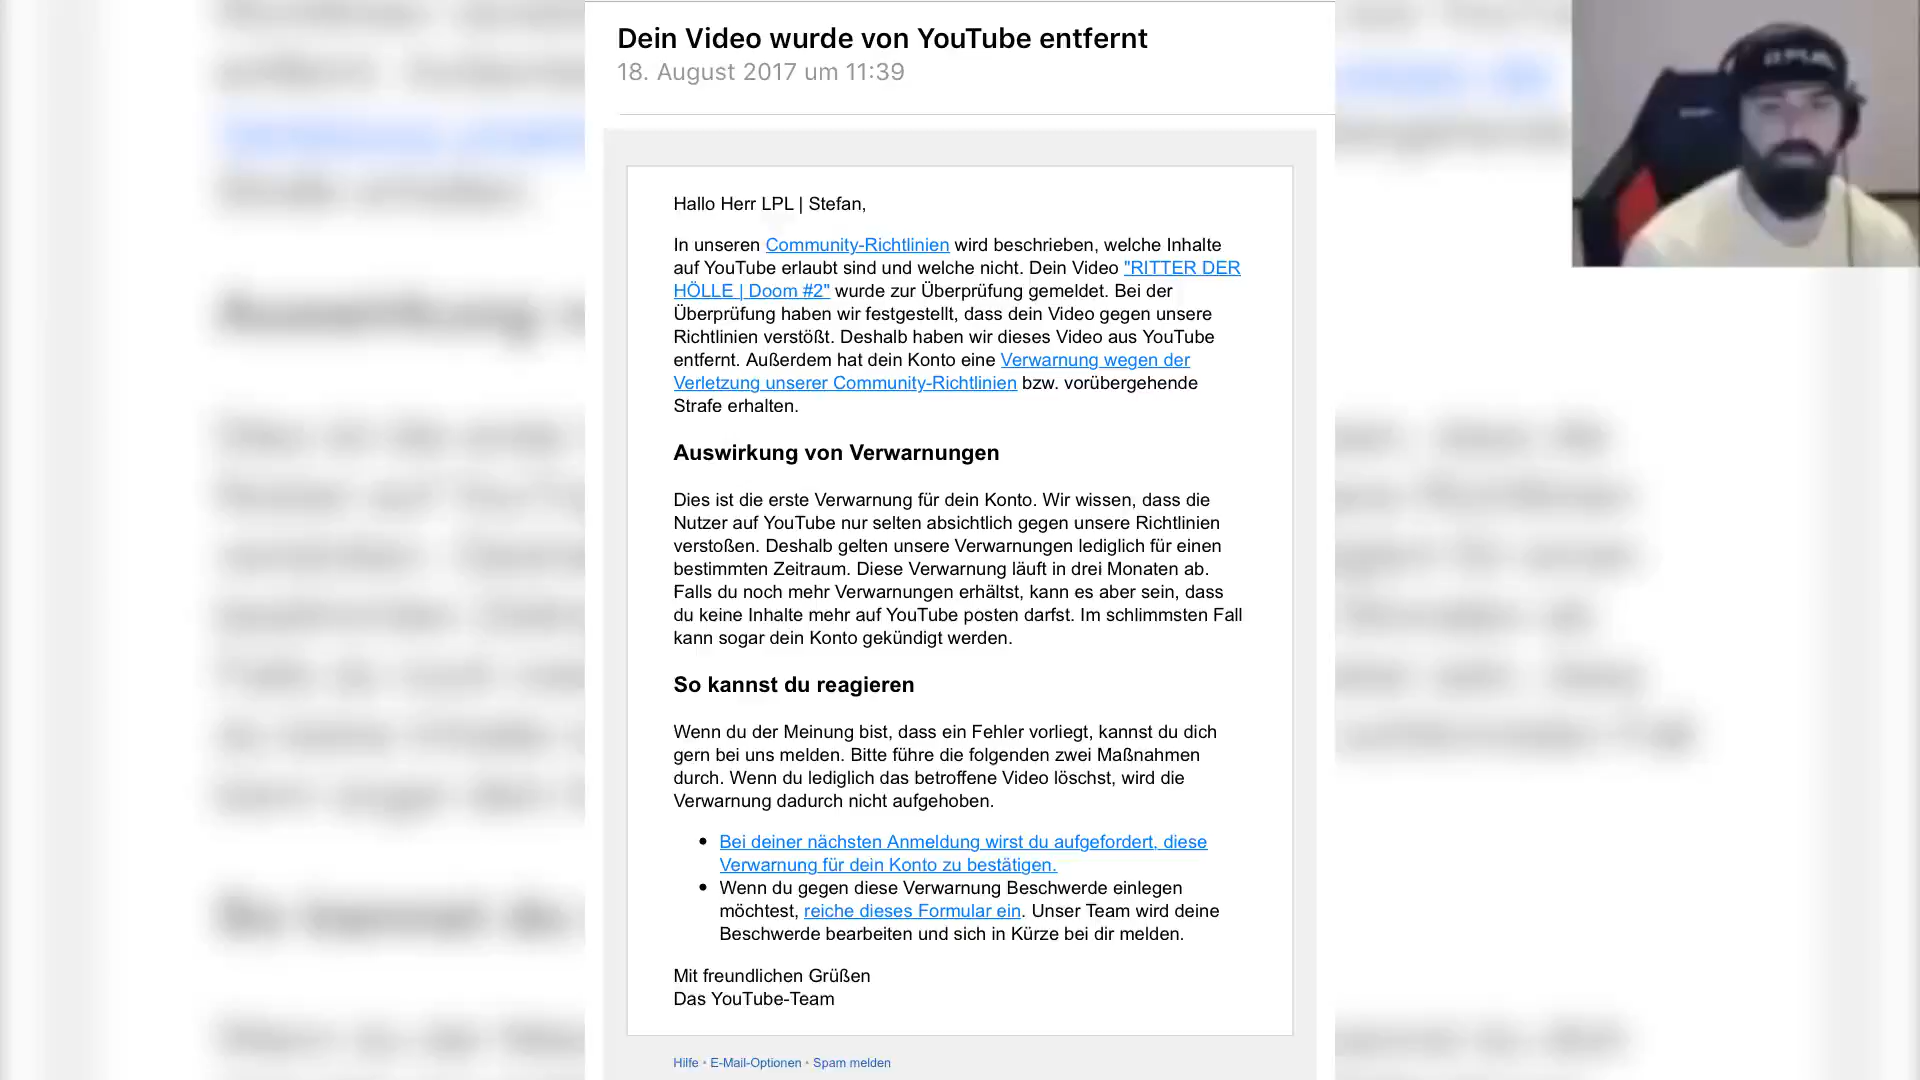 Dein Video wurde von YouTube entfernt
18. August 2017 um 11:39
Hallo Herr LPL | Stefan,
In unseren Community-Richtlinien wird beschrieben, welche Inhalte
auf YouTube erlaubt sind und welche nicht. Dein Video "RITTER DER
HÖLLE | Doom #2" wurde zur Überprüfung gemeldet. Bei der
Überprüfung haben wir festgestellt, dass dein Video gegen unsere
Richtlinien verstößt. Deshalb haben wir dieses Video aus YouTube
entfernt. Außerdem hat dein Konto eine Verwarnung wegen der
Verletzung unserer Community-Richtlinien bzw. vorübergehende
Strafe erhalten.
Auswirkung von Verwarnungen
Dies ist die erste Verwarnung für dein Konto. Wir wissen, dass die
Nutzer auf YouTube nur selten absichtlich gegen unsere Richtlinien
verstoßen. Deshalb gelten unsere Verwarnungen lediglich für einen
bestimmten Zeitraum. Diese Verwarnung läuft in drei Monaten ab.
Falls du noch mehr Verwarnungen erhältst, kann es aber sein, dass
du keine Inhalte mehr auf YouTube posten darfst. Im schlimmsten Fall
kann sogar dein Konto gekündigt werden.
So kannst du reagieren
Wenn du der Meinung bist, dass ein Fehler vorliegt, kannst du dich
gern bei uns melden. Bitte führe die folgenden zwei Maßnahmen
durch. Wenn du lediglich das betroffene Video löschst, wird die
Verwarnung dadurch nicht aufgehoben.
• Bei deiner nächsten Anmeldung wirst du aufgefordert, diese
Verwarnung für dein Konto zu bestätigen.
• Wenn du gegen diese Verwarnung Beschwerde einlegen
möchtest, reiche dieses Formular ein. Unser Team wird deine
Beschwerde bearbeiten und sich in Kürze bei dir melden.
Mit freundlichen Grüßen
Das YouTube-Team
Hilfe • E-Mail-Optionen • Spam melden